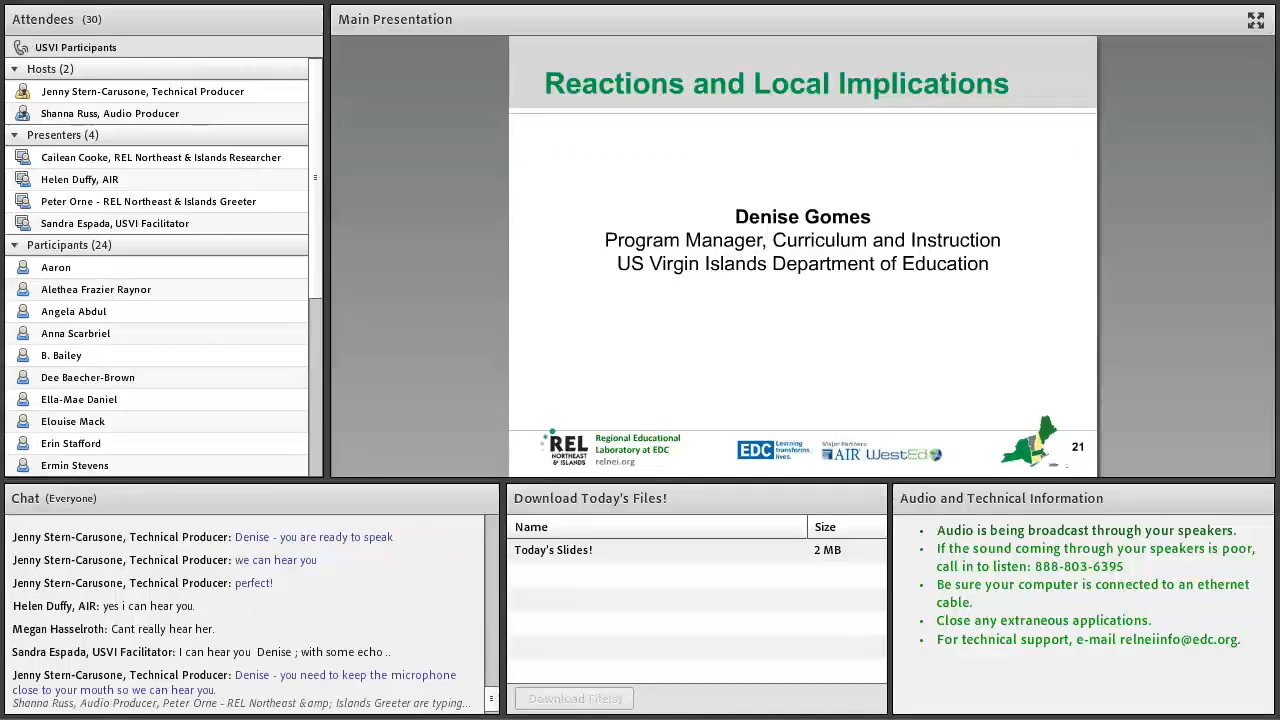 Attendees (30)
USVI Participants
Hosts (2)
Jenny Stern-Carusone, Technical Producer
Shanna Russ, Audio Producer
Presenters (4)
Cailean Cooke, REL Northeast & Islands Researcher
Helen Duffy, AIR
Peter Orne - REL Northeast & Islands Greeter
Sandra Espada, USVI Facilitator
Participants (24)
Aaron
Alethea Frazier Raynor
Angela Abdul
Anna Scarbriel
B. Bailey
Dee Baecher-Brown
Ella-Mae Daniel
Elouise Mack
Erin Stafford
Ermin Stevens
Main Presentation
Reactions and Local Implications
Denise Gomes
Program Manager, Curriculum and Instruction
US Virgin Islands Department of Education
REL
NORTHEAST
& ISLANDS
Regional Educational
Laboratory at EDC
relnei.org
EDC
Learning
transforms
lives.
Major Partners
AIR WestEd
21
Chat (Everyone)
Jenny Stern-Carusone, Technical Producer: Denise - you are ready to speak
Jenny Stern-Carusone, Technical Producer: we can hear you
Jenny Stern-Carusone, Technical Producer: perfect!
Helen Duffy, AIR: yes i can hear you.
Megan Hasselroth: Cant really hear her.
Sandra Espada, USVI Facilitator: I can hear you Denise ; with some echo ..
Jenny Stern-Carusone, Technical Producer: Denise - you need to keep the microphone
close to your mouth so we can hear you.
Shanna Russ, Audio Producer, Peter Orne - REL Northeast &amp; Islands Greeter are typing...
Download Today's Files!
Name Size
Today's Slides! 2 MB
Download File(s)
Audio and Technical Information
• Audio is being broadcast through your speakers.
• If the sound coming through your speakers is poor,
call in to listen: 888-803-6395
• Be sure your computer is connected to an ethernet
cable.
• Close any extraneous applications.
• For technical support, e-mail relneiinfo@edc.org.